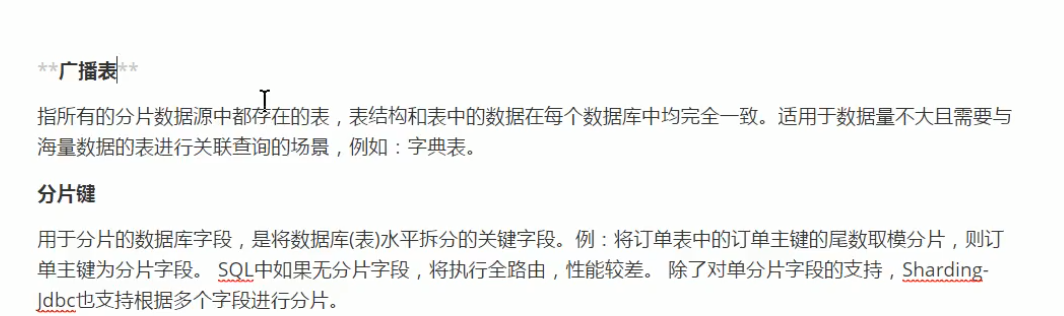 **广播表**
指所有的分片数据源中都存在的表，表结构和表中的数据在每个数据库中均完全一致。适用于数据量不大且需要与
海量数据的表进行关联查询的场景，例如：字典表。
分片键
用于分片的数据库字段，是将数据库(表)水平拆分的关键字段。例：将订单表中的订单主键的尾数取模分片，则订
单主键为分片字段。 SQL中如果无分片字段，将执行全路由，性能较差。 除了对单分片字段的支持，Sharding-
Jdbc也支持根据多个字段进行分片。